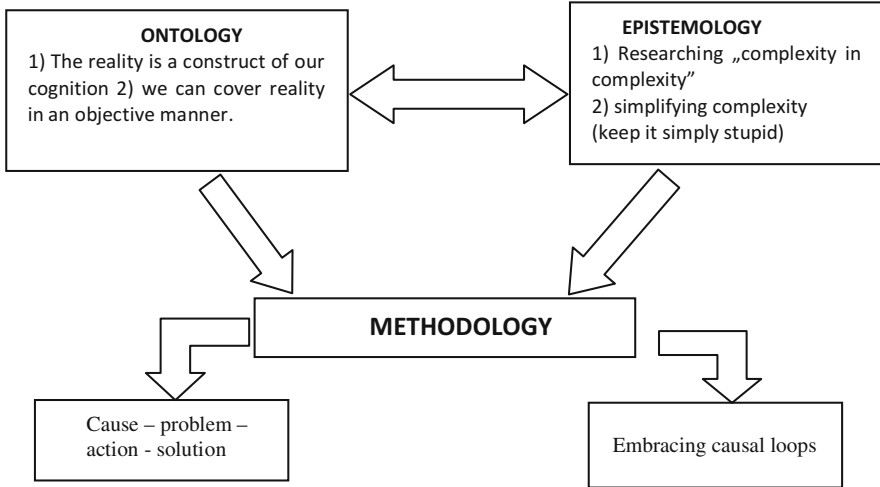 ONTOLOGY
1) The reality is a construct of our
cognition 2) we can cover reality
in an objective manner.
EPISTEMOLOGY
1) Researching „complexity in
complexity”
2) simplifying complexity
(keep it simply stupid)
METHODOLOGY
Cause – problem –
action - solution
Embracing causal loops